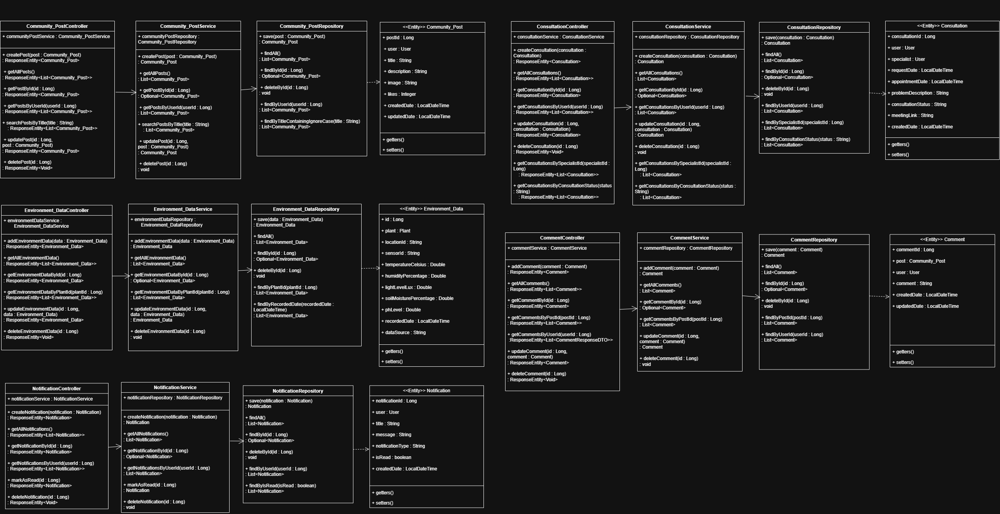 Community_PostController
+ communityPostService : Community_PostService
+ createPost(post : Community_Post)
: ResponseEntity<Community_Post>
+ getAllPosts()
: ResponseEntity<List<Community_Post>>
+ getPostById(id : Long)
: ResponseEntity<Community_Post>
+ getPostsByUserId(userId : Long)
: ResponseEntity<List<Community_Post>>
+ searchPostsByTitle(title : String)
: ResponseEntity<List<Community_Post>>
+ updatePost(id : Long,
post : Community_Post)
: ResponseEntity<Community_Post>
+ deletePost(id : Long)
: ResponseEntity<Void>
Community_PostService
+ communityPostRepository :
Community_PostRepository
+ createPost(post : Community_Post)
: Community_Post
+ getAllPosts()
: List<Community_Post>
+ getPostById(id : Long)
: Optional<Community_Post>
+ getPostsByUserId(userId : Long)
: List<Community_Post>
+ searchPostsByTitle(title : String)
: List<Community_Post>
+ updatePost(id : Long,
post : Community_Post)
: Community_Post
+ deletePost(id : Long)
: void
Community_PostRepository
+ save(post : Community_Post)
: Community_Post
+ findAll()
: List<Community_Post>
+ findById(id : Long)
: Optional<Community_Post>
+ deleteById(id : Long)
: void
+ findByUserId(userId : Long)
: List<Community_Post>
+ findByTitleContainingIgnoreCase(title : String)
: List<Community_Post>
<<Entity>> Community_Post
+ postId : Long
+ user : User
+ title : String
+ description : String
+ image : String
+ likes : Integer
+ createdDate : LocalDateTime
+ updatedDate : LocalDateTime
+ getters()
+ setters()
ConsultationController
+ consultationService : ConsultationService
+ createConsultation(consultation :
Consultation)
: ResponseEntity<Consultation>
+ getAllConsultations()
: ResponseEntity<List<Consultation>>
+ getConsultationById(id : Long)
: ResponseEntity<Consultation>
+ getConsultationsByUserId(userId : Long)
: ResponseEntity<List<Consultation>>
+ updateConsultation(id : Long,
consultation : Consultation)
: ResponseEntity<Consultation>
+ deleteConsultation(id : Long)
: ResponseEntity<Void>
+ getConsultationsBySpecialistId(specialistId :
Long)
: ResponseEntity<List<Consultation>>
+ getConsultationsByConsultationStatus(status
: String)
: ResponseEntity<List<Consultation>>
ConsultationService
+ consultationRepository : ConsultationRepository
+ createConsultation(consultation : Consultation)
: Consultation
+ getAllConsultations()
: List<Consultation>
+ getConsultationById(id : Long)
: Optional<Consultation>
+ getConsultationsByUserId(userId : Long)
: List<Consultation>
+ updateConsultation(id : Long,
consultation : Consultation)
: Consultation
+ deleteConsultation(id : Long)
: void
+ getConsultationsBySpecialistId(specialistId :
Long)
: List<Consultation>
+ getConsultationsByConsultationStatus(status :
String)
: List<Consultation>
ConsultationRepository
+ save(consultation : Consultation)
: Consultation
+ findAll()
: List<Consultation>
+ findById(id : Long)
: Optional<Consultation>
+ deleteById(id : Long)
: void
+ findByUserId(userId : Long)
: List<Consultation>
+ findBySpecialistId(specialistId : Long)
: List<Consultation>
+ findByConsultationStatus(status : String)
: List<Consultation>
<<Entity>> Consultation
+ consultationId : Long
+ user : User
+ specialist : User
+ requestDate : LocalDateTime
+ appointmentDate : LocalDateTime
+ problemDescription : String
+ consultationStatus : String
+ meetingLink : String
+ createdDate : LocalDateTime
+ getters()
+ setters()
Environment_DataController
+ environmentDataService :
Environment_DataService
+ addEnvironmentData(data : Environment_Data)
: ResponseEntity<Environment_Data>
+ getAllEnvironmentData()
: ResponseEntity<List<Environment_Data>>
+ getEnvironmentDataById(id : Long)
: ResponseEntity<Environment_Data>
+ getEnvironmentDataByPlantId(plantId : Long)
: ResponseEntity<List<Environment_Data>>
+ updateEnvironmentData(id : Long,
data : Environment_Data)
: ResponseEntity<Environment_Data>
+ deleteEnvironmentData(id : Long)
: ResponseEntity<Void>
Environment_DataService
+ environmentDataRepository :
Environment_DataRepository
+ addEnvironmentData(data : Environment_Data)
: Environment_Data
+ getAllEnvironmentData()
: List<Environment_Data>
+ getEnvironmentDataById(id : Long)
: Optional<Environment_Data>
+ getEnvironmentDataByPlantId(plantId : Long)
: List<Environment_Data>
+ updateEnvironmentData(id : Long,
data : Environment_Data)
: Environment_Data
+ deleteEnvironmentData(id : Long)
: void
Environment_DataRepository
+ save(data : Environment_Data)
: Environment_Data
+ findAll()
: List<Environment_Data>
+ findById(id : Long)
: Optional<Environment_Data>
+ deleteById(id : Long)
: void
+ findByPlantId(plantId : Long)
: List<Environment_Data>
+ findByRecordedDate(recordedDate :
LocalDateTime)
: List<Environment_Data>
<<Entity>> Environment_Data
+ id : Long
+ plant : Plant
+ locationId : String
+ sensorId : String
+ temperatureCelsius : Double
+ humidityPercentage : Double
+ lightLevelLux : Double
+ soilMoisturePercentage : Double
+ phLevel : Double
+ recordedDate : LocalDateTime
+ dataSource : String
+ getters()
+ setters()
CommentController
+ commentService : CommentService
+ addComment(comment : Comment)
: ResponseEntity<Comment>
+ getAllComments()
: ResponseEntity<List<Comment>>
+ getCommentById(id : Long)
: ResponseEntity<Comment>
+ getCommentsByPostId(postId : Long)
: ResponseEntity<List<Comment>>
+ getCommentsByUserId(userId : Long)
:ResponseEntity<List<CommentResponseDTO>>
+ updateComment(id : Long,
comment : Comment)
: ResponseEntity<Comment>
+ deleteComment(id : Long)
: ResponseEntity<Void>
CommentService
+ commentRepository : CommentRepository
+ addComment(comment : Comment)
: Comment
+ getAllComments()
: List<Comment>
+ getCommentById(id : Long)
: Optional<Comment>
+ getCommentsByPostId(postId : Long)
: List<Comment>
+ updateComment(id : Long,
comment : Comment)
: Comment
+ deleteComment(id : Long)
: void
CommentRepository
+ save(comment : Comment)
: Comment
+ findAll()
: List<Comment>
+ findById(id : Long)
: Optional<Comment>
+ deleteById(id : Long)
: void
+ findByPostId(postId : Long)
: List<Comment>
+ findByUserId(userId : Long)
: List<Comment>
<<Entity>> Comment
+ commentId : Long
+ post : Community_Post
+ user : User
+ comment : String
+ createdDate : LocalDateTime
+ updatedDate : LocalDateTime
+ getters()
+ setters()
NotificationController
+ notificationService : NotificationService
+ createNotification(notification : Notification)
: ResponseEntity<Notification>
+ getAllNotifications()
: ResponseEntity<List<Notification>>
+ getNotificationById(id : Long)
: ResponseEntity<Notification>
+ getNotificationsByUserId(userId : Long)
: ResponseEntity<List<Notification>>
+ markAsRead(id : Long)
: ResponseEntity<Notification>
+ deleteNotification(id : Long)
: ResponseEntity<Void>
NotificationService
+ notificationRepository : NotificationRepository
+ createNotification(notification : Notification)
: Notification
+ getAllNotifications()
: List<Notification>
+ getNotificationById(id : Long)
: Optional<Notification>
+ getNotificationsByUserId(userId : Long)
: List<Notification>
+ markAsRead(id : Long)
: Notification
+ deleteNotification(id : Long)
: void
NotificationRepository
+ save(notification : Notification)
: Notification
+ findAll()
: List<Notification>
+ findById(id : Long)
: Optional<Notification>
+ deleteById(id : Long)
: void
+ findByUserId(userId : Long)
: List<Notification>
+ findByIsRead(isRead : boolean)
: List<Notification>
<<Entity>> Notification
+ notificationId : Long
+ user : User
+ title : String
+ message : String
+ notificationType : String
+ isRead : boolean
+ createdDate : LocalDateTime
+ getters()
+ setters()